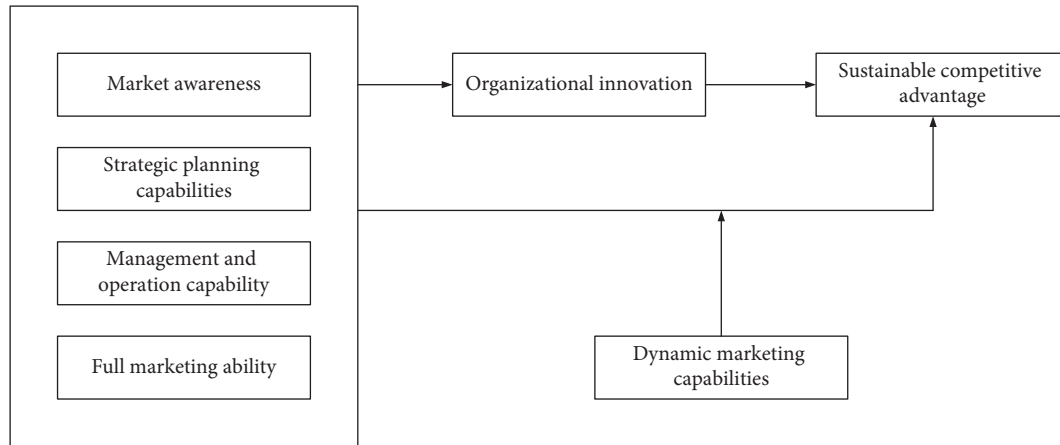 Market awareness
Strategic planning
capabilities
Management and
operation capability
Full marketing ability
Organizational innovation
Sustainable competitive
advantage
Dynamic marketing
capabilities